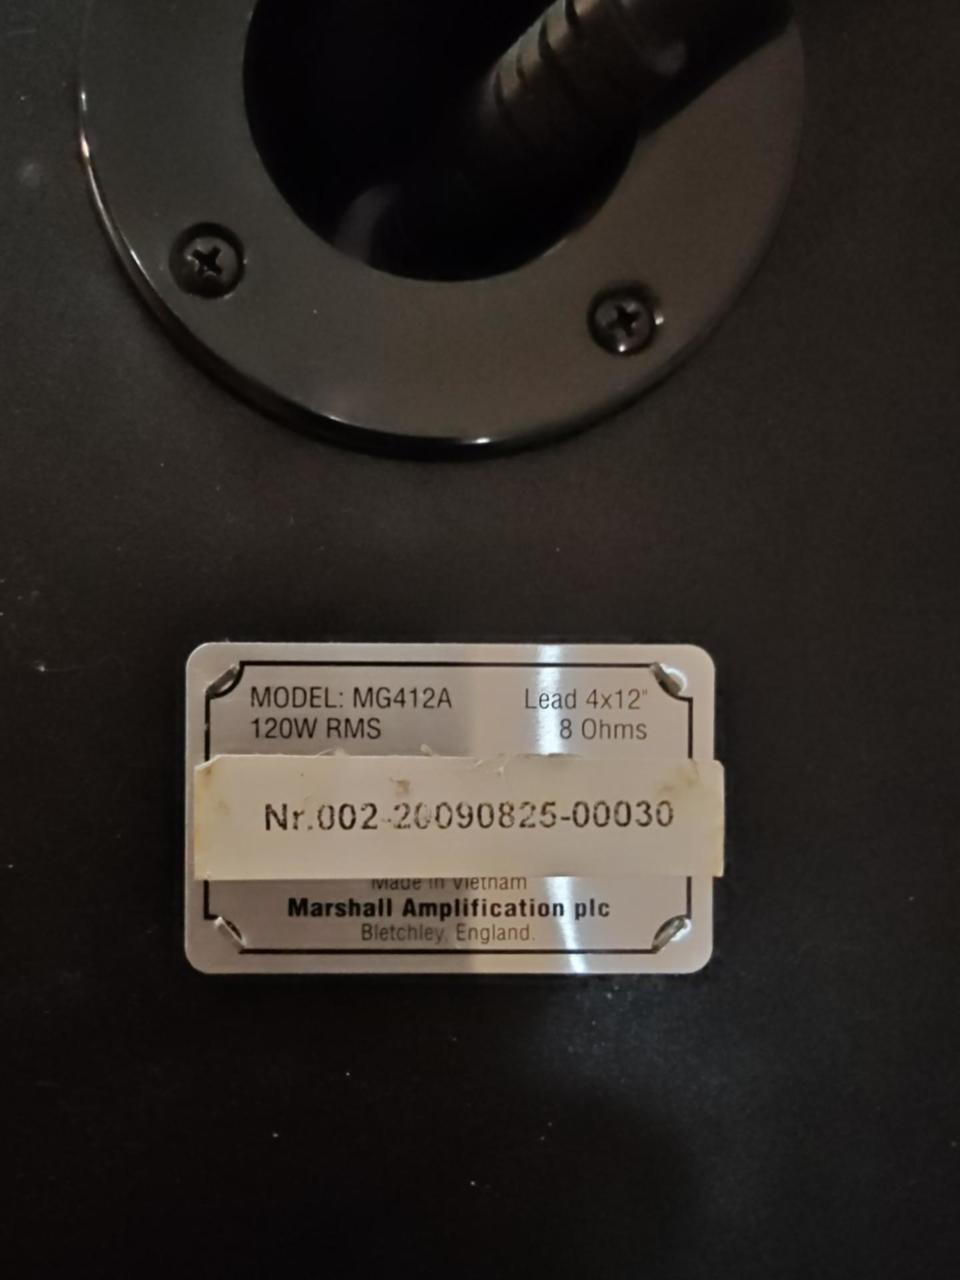 MODEL: MG412A Lead 4x12"
120W RMS 8 Ohms
Nr.002-20090825-00030
Made in Vietnam
Marshall Amplification plc
Bletchley, England.